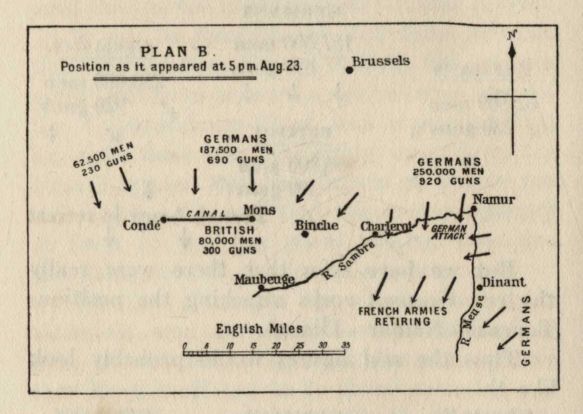 PLAN B.
Position as it appeared at 5 p.m. Aug. 23.
N
Brussels
62,500 MEN
230 GUNS
GERMANS
187,500 MEN
690 GUNS
GERMANS
250,000 MEN
920 GUNS
Namur
CANAL
Mons
Condé
BRITISH
80,000 MEN
300 GUNS
Binche
Charleroi
GERMAN
ATTACK
R. Sambre
Maubeuge
Dinant
FRENCH ARMIES
RETIRING
R. Meuse
GERMANS
English Miles
0 5 10 15 20 25 30 35